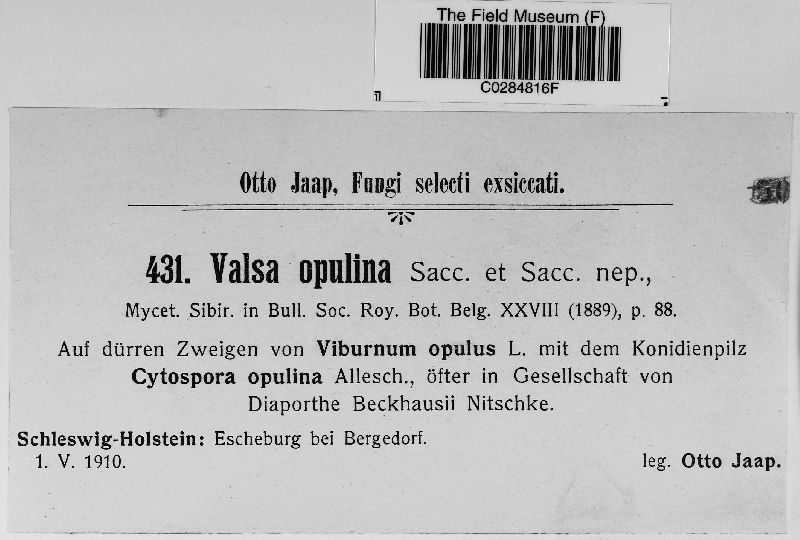 The Field Museum (F)
C0284816F
Otto Jaap, Fungi selecti exsiccati.
431. Valsa opulina Sacc. et Sacc. nep.,
Mycet. Sibir. in Bull. Soc. Roy. Bot. Belg. XXVIII (1889), p. 88.
Auf dürren Zweigen von Viburnum opulus L. mit dem Konidienpilz
Cytospora opulina Allesch., öfter in Gesellschaft von
Diaporthe Beckhausii Nitschke.
Schleswig-Holstein: Escheburg bei Bergedorf.
1. V. 1910.
leg. Otto Jaap.